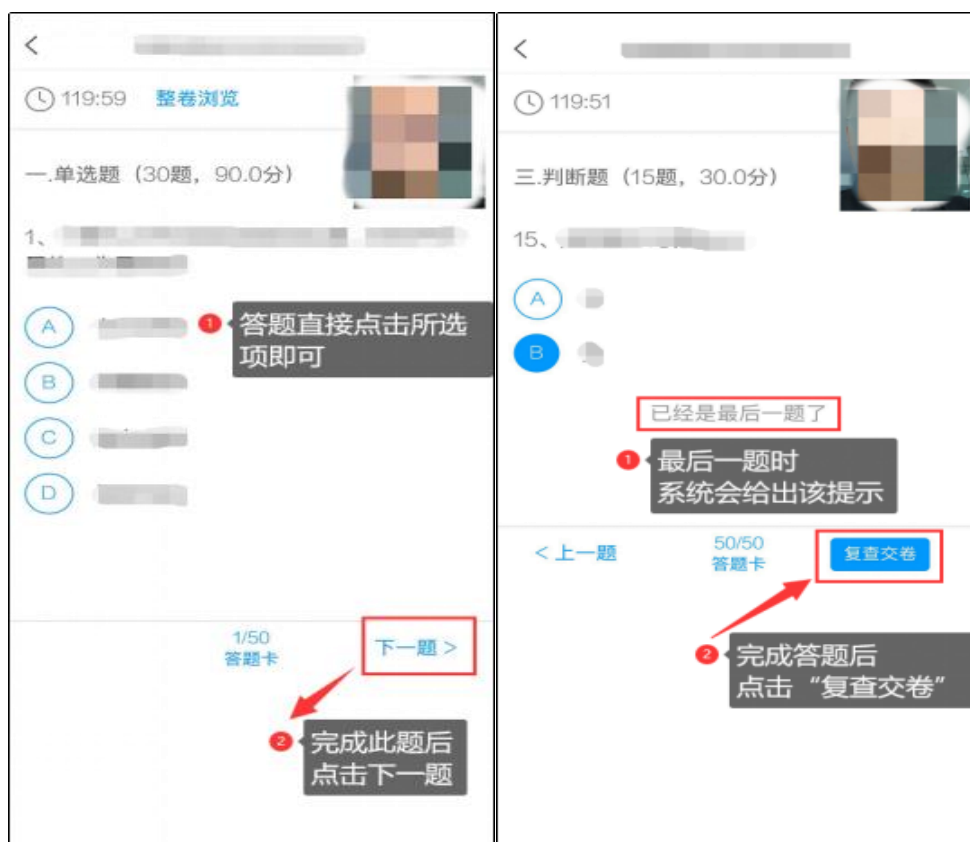 119:59 整卷浏览
一.单选题（30题，90.0分）
1、
A
❶ 答题直接点击所选
项即可
B
C
D
1/50
答题卡
下一题 >
❷ 完成此题后
点击下一题
119:51
三.判断题（15题，30.0分）
15、
A
B
已经是最后一题了
❶ 最后一题时
系统会给出该提示
< 上一题
50/50
答题卡
复查交卷
❷ 完成答题后
点击“复查交卷”